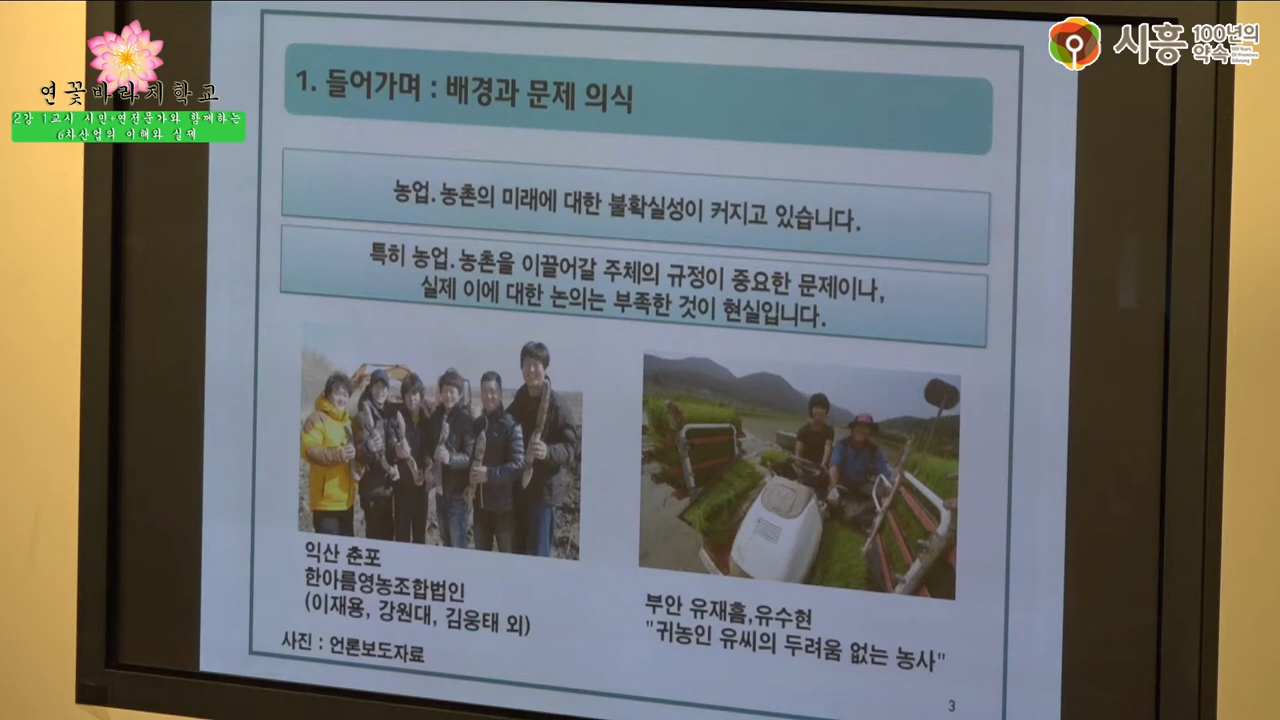 연꽃바라지학교
2강 1교시 시민+연전문가와 함께하는
6차산업의 이해와 실제
시흥 100년의
약속
1. 들어가며 : 배경과 문제 의식
농업.농촌의 미래에 대한 불확실성이 커지고 있습니다.
특히 농업.농촌을 이끌어갈 주체의 규정이 중요한 문제이나,
실제 이에 대한 논의는 부족한 것이 현실입니다.
익산 춘포
한아름영농조합법인
(이재용, 강원대, 김웅태 외)
사진 : 언론보도자료
부안 유재흠,유수현
"귀농인 유씨의 두려움 없는 농사"
3